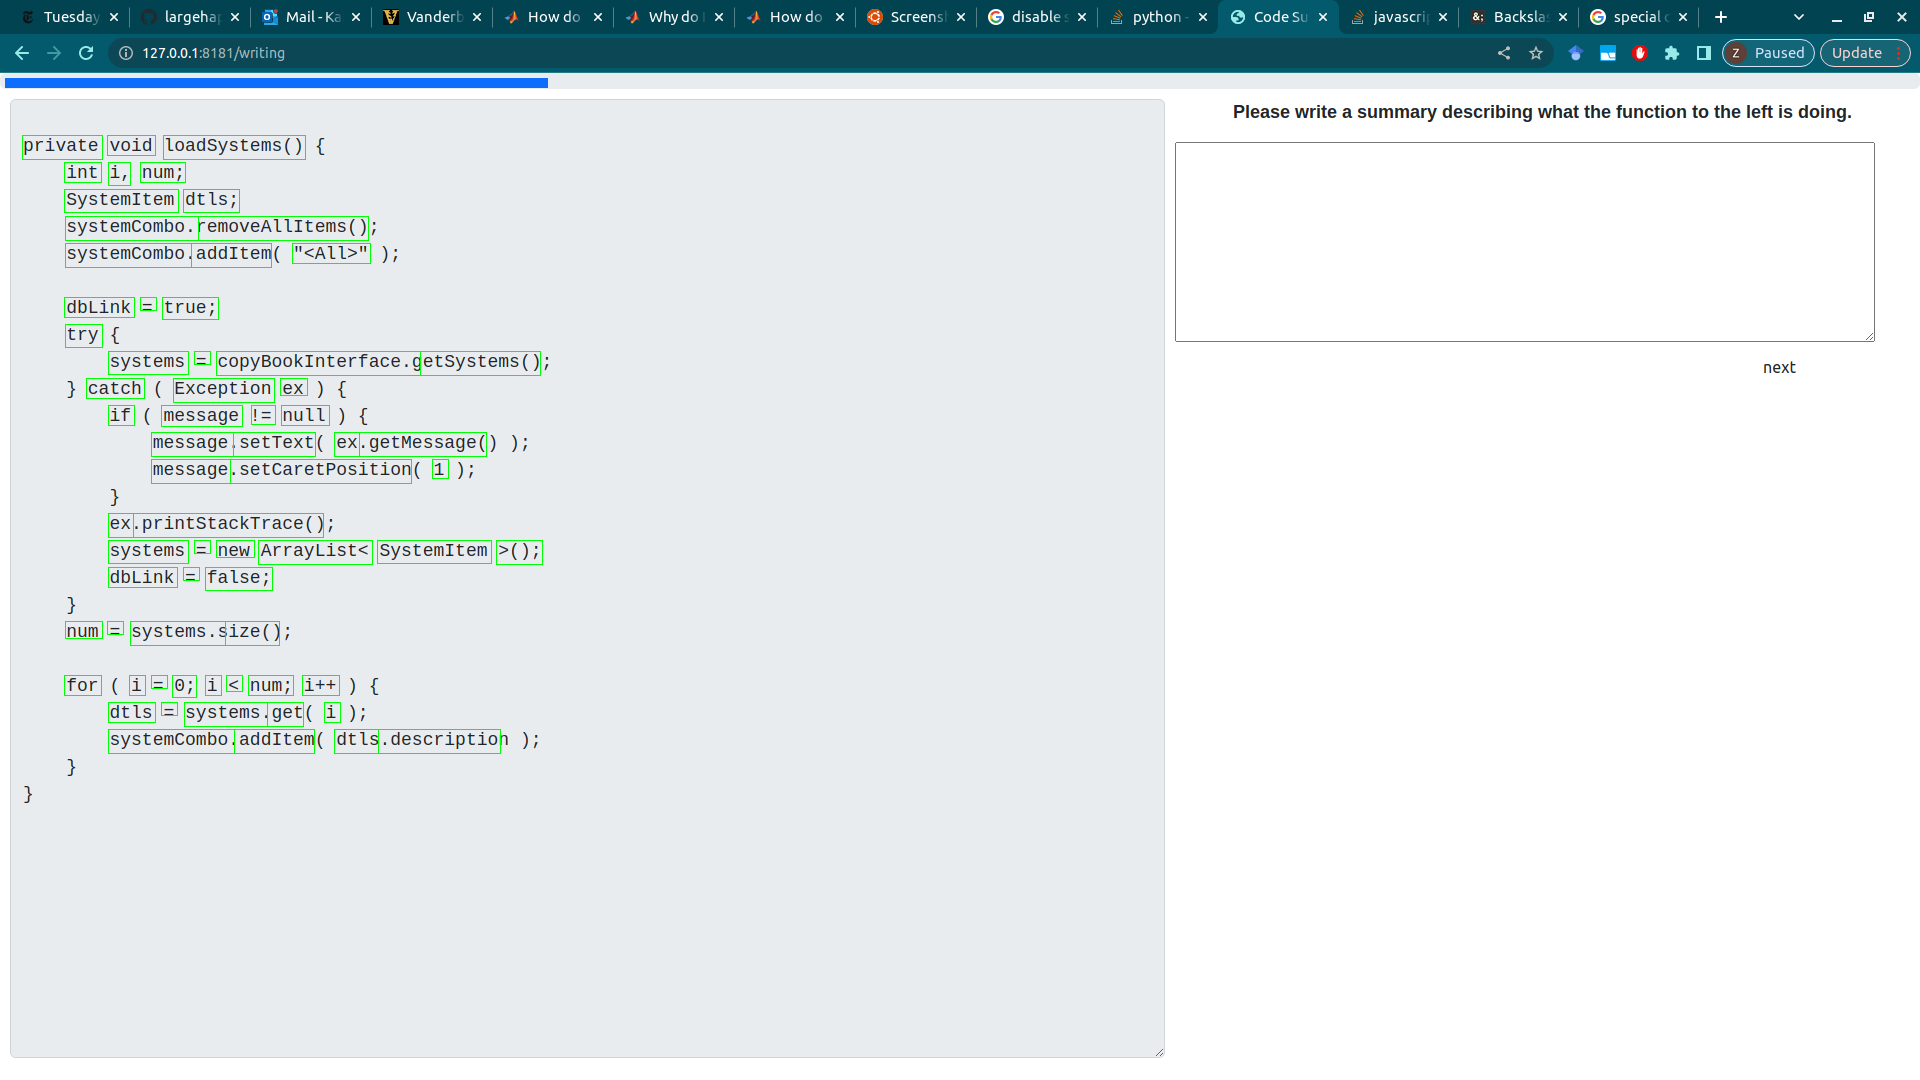 Tuesday
largehap
Mail - Ka
Vanderb
How do
Why do
How do
Screens
disable s
python -
Code Su
javascrip
Backslas
special c
127.0.0.1:8181/writing
Z Paused
Update
private void loadSystems() {
int i, num;
SystemItem dtls;
systemCombo.removeAllItems();
systemCombo.addItem( "<All>" );
dbLink = true;
try {
systems = copyBookInterface.getSystems();
} catch ( Exception ex ) {
if ( message != null ) {
message.setText( ex.getMessage() );
message.setCaretPosition( 1 );
}
ex.printStackTrace();
systems = new ArrayList< SystemItem >();
dbLink = false;
}
num = systems.size();
for ( i = 0; i < num; i++ ) {
dtls = systems.get( i );
systemCombo.addItem( dtls.description );
}
}
Please write a summary describing what the function to the left is doing.
next